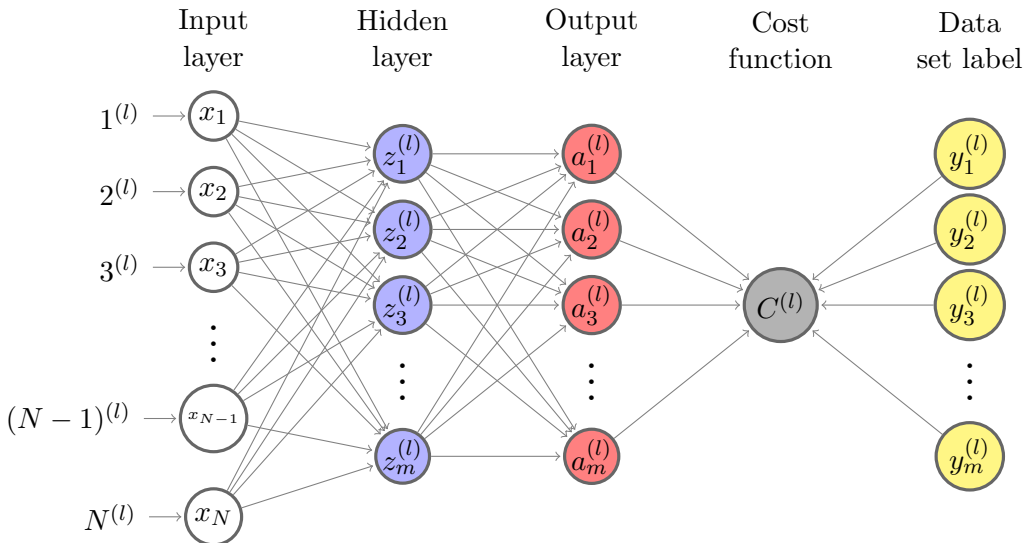 Input layer
Hidden layer
Output layer
Cost function
Data set label
1^{(l)}
x_1
2^{(l)}
x_2
3^{(l)}
x_3
⋮
(N − 1)^{(l)}
x_{N−1}
N^{(l)}
x_N
z_1^{(l)}
z_2^{(l)}
z_3^{(l)}
⋮
z_m^{(l)}
a_1^{(l)}
a_2^{(l)}
a_3^{(l)}
⋮
a_m^{(l)}
C^{(l)}
y_1^{(l)}
y_2^{(l)}
y_3^{(l)}
⋮
y_m^{(l)}